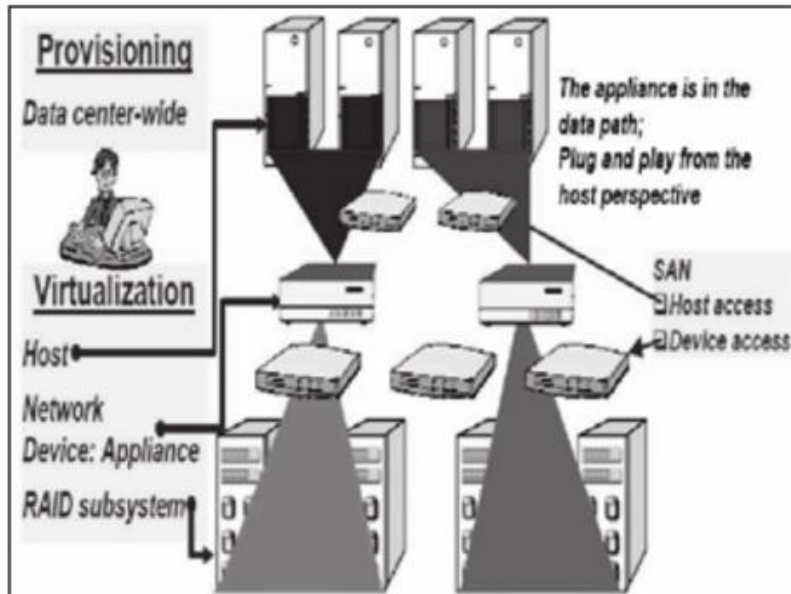 Provisioning
Data center-wide
The appliance is in the
data path;
Plug and play from the
host perspective
Virtualization
Host
Network
Device: Appliance
RAID subsystem
SAN
Host access
Device access